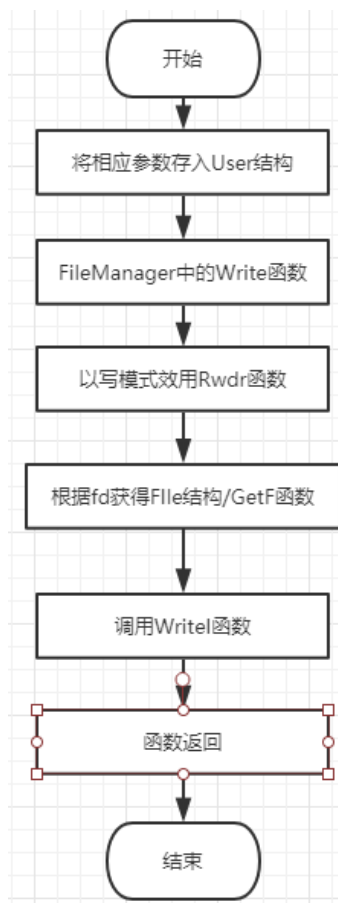 开始
将相应参数存入User结构
FileManager中的Write函数
以写模式效用Rwdr函数
根据fd获得FIle结构/GetF函数
调用WriteI函数
函数返回
结束